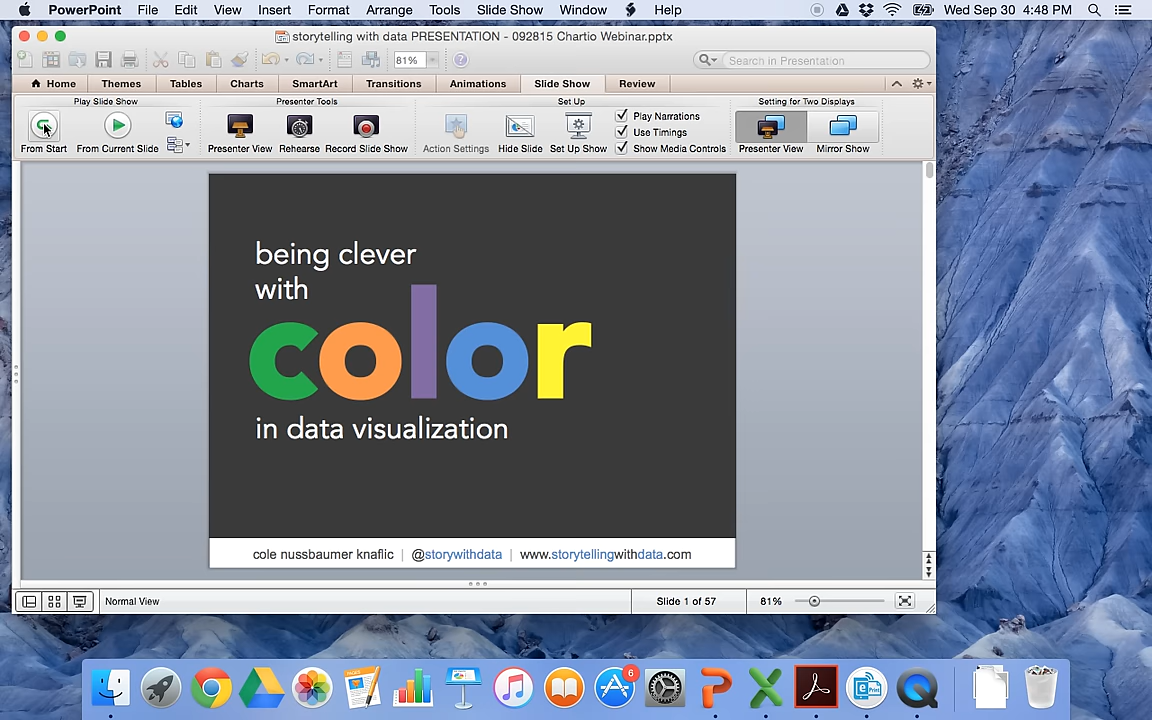 PowerPoint File Edit View Insert Format Arrange Tools Slide Show Window Help Wed Sep 30 4:48 PM
storytelling with data PRESENTATION - 092815 Chartio Webinar.pptx
81% Search in Presentation
Home Themes Tables Charts SmartArt Transitions Animations Slide Show Review
Play Slide Show Presenter Tools Set Up Setting for Two Displays
Play Narrations
Use Timings
From Start From Current Slide Presenter View Rehearse Record Slide Show Action Settings Hide Slide Set Up Show Show Media Controls Presenter View Mirror Show
being clever
with
color
in data visualization
cole nussbaumer knaflic | @storywithdata | www.storytellingwithdata.com
Normal View Slide 1 of 57 81%
6
e Print